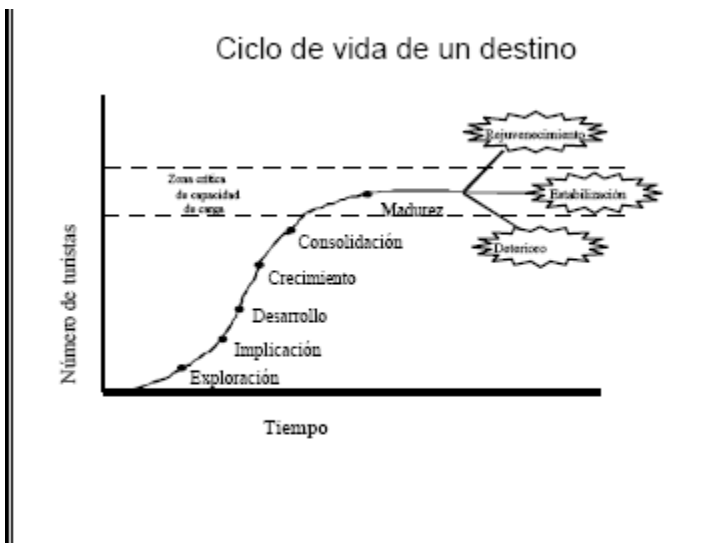 Ciclo de vida de un destino
Rejuvenecimiento
Zona crítica
de capacidad
de carga
Estabilización
Madurez
Deterioro
Consolidación
Crecimiento
Desarrollo
Implicación
Exploración
Número de turistas
Tiempo